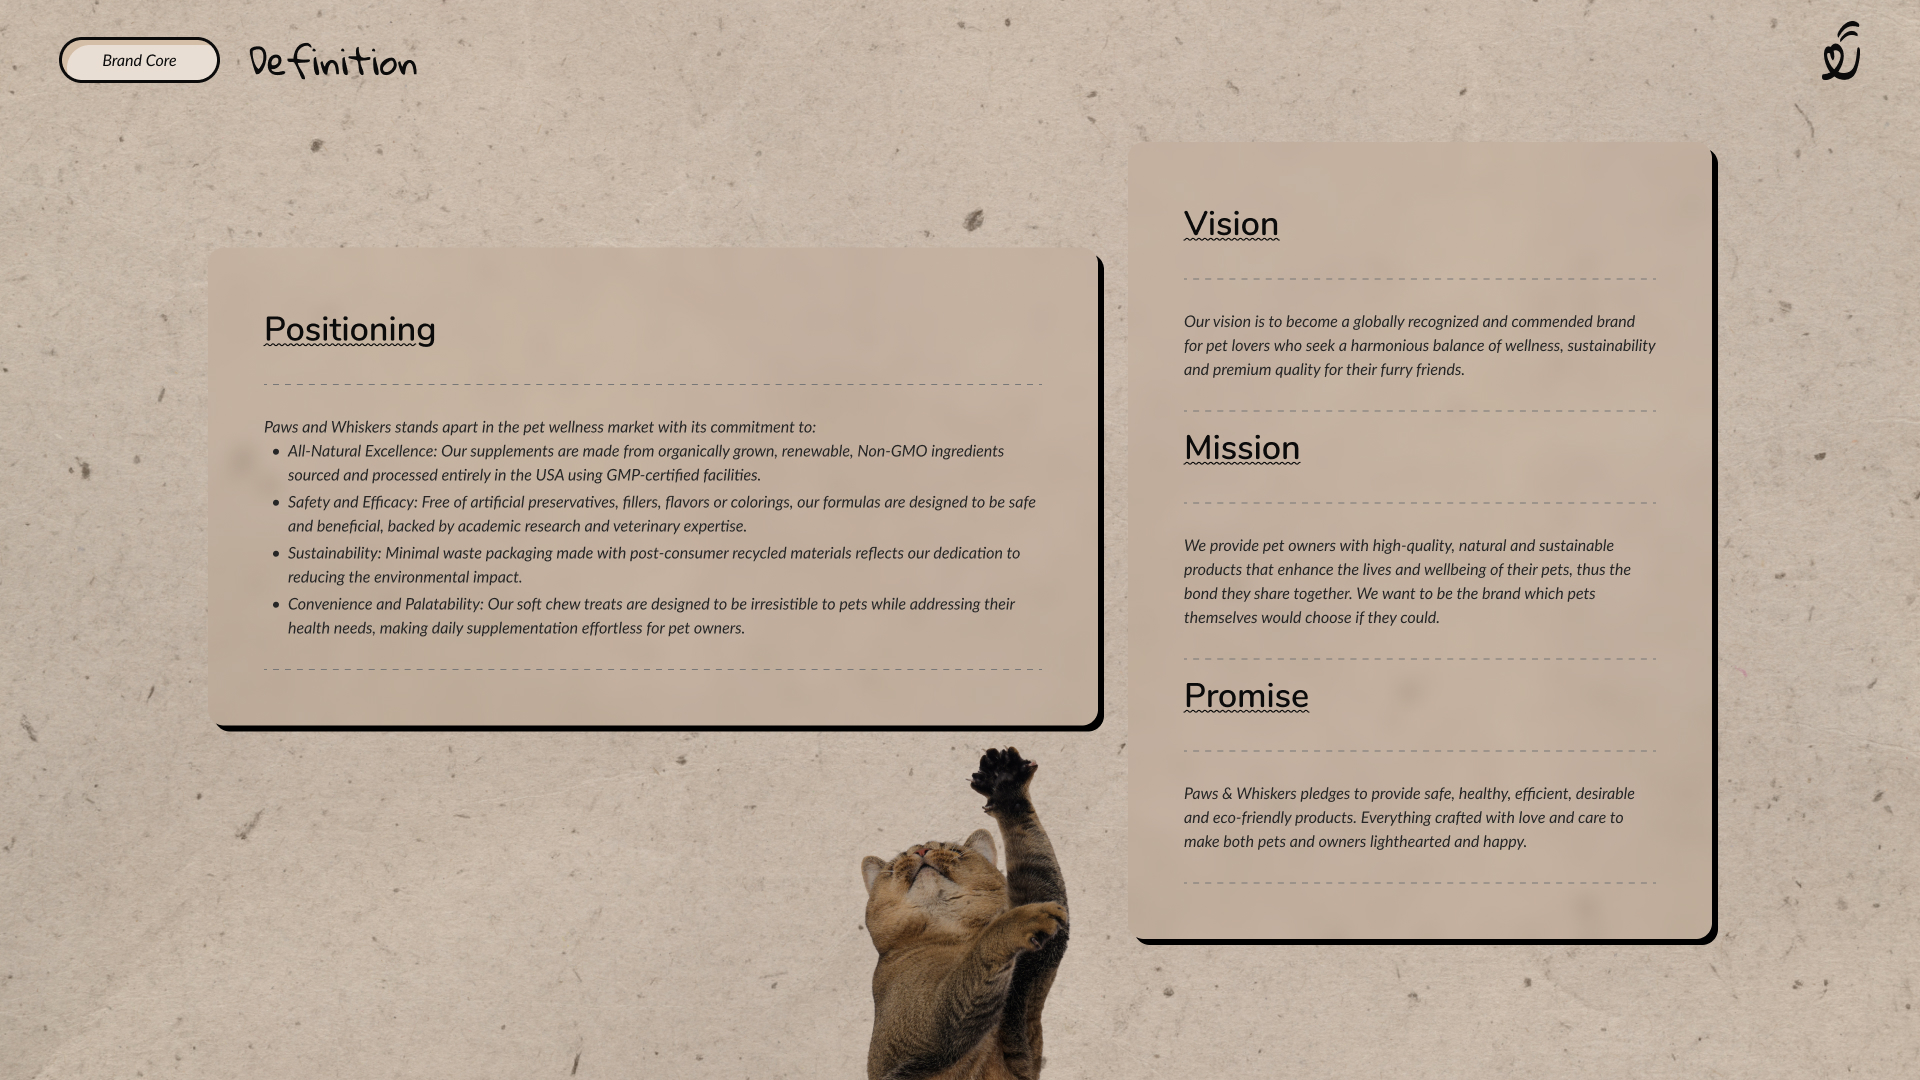 Brand Core
Definition
Positioning
Paws and Whiskers stands apart in the pet wellness market with its commitment to:
• All-Natural Excellence: Our supplements are made from organically grown, renewable, Non-GMO ingredients
sourced and processed entirely in the USA using GMP-certified facilities.
• Safety and Efficacy: Free of artificial preservatives, fillers, flavors or colorings, our formulas are designed to be safe
and beneficial, backed by academic research and veterinary expertise.
• Sustainability: Minimal waste packaging made with post-consumer recycled materials reflects our dedication to
reducing the environmental impact.
• Convenience and Palatability: Our soft chew treats are designed to be irresistible to pets while addressing their
health needs, making daily supplementation effortless for pet owners.
Vision
Our vision is to become a globally recognized and commended brand
for pet lovers who seek a harmonious balance of wellness, sustainability
and premium quality for their furry friends.
Mission
We provide pet owners with high-quality, natural and sustainable
products that enhance the lives and wellbeing of their pets, thus the
bond they share together. We want to be the brand which pets
themselves would choose if they could.
Promise
Paws & Whiskers pledges to provide safe, healthy, efficient, desirable
and eco-friendly products. Everything crafted with love and care to
make both pets and owners lighthearted and happy.